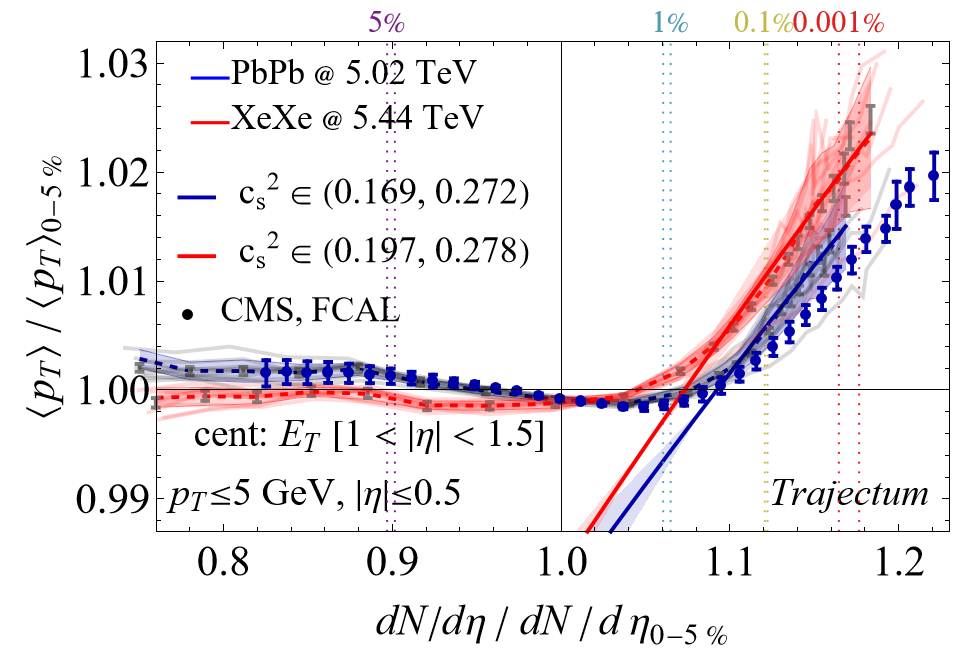 5% 1% 0.1% 0.001%
1.03
1.02
1.01
1.00
0.99
⟨p_T⟩ / ⟨p_T⟩_{0−5 %}
PbPb @ 5.02 TeV
XeXe @ 5.44 TeV
c_s^2 ∈ (0.169, 0.272)
c_s^2 ∈ (0.197, 0.278)
CMS, FCAL
cent: E_T [1 < |η| < 1.5]
p_T≤5 GeV, |η|≤0.5
Trajectum
0.8 0.9 1.0 1.1 1.2
dN/dη / dN / d η_{0−5 %}